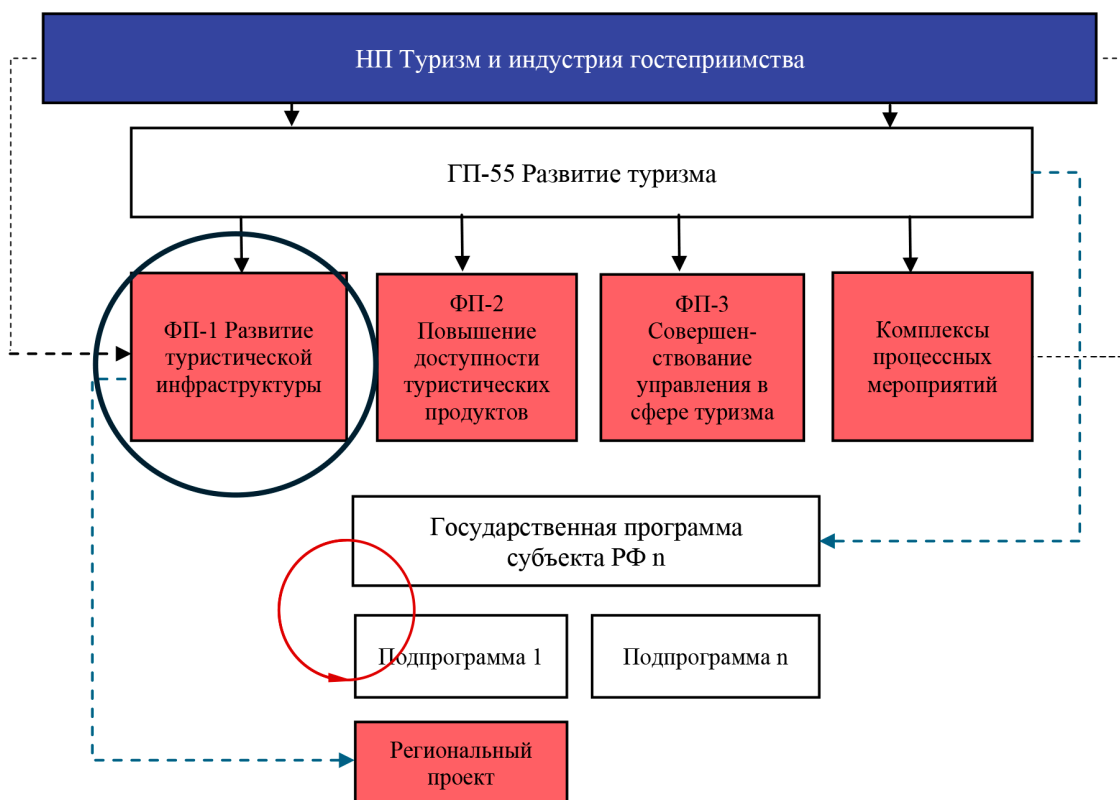 НП Туризм и индустрия гостеприимства
ГП-55 Развитие туризма
ФП-1 Развитие
туристической
инфраструктуры
ФП-2
Повышение
доступности
туристических
продуктов
ФП-3
Совершен-
ствование
управления в
сфере туризма
Комплексы
процессных
мероприятий
Государственная программа
субъекта РФ n
Подпрограмма 1
Подпрограмма n
Региональный
проект